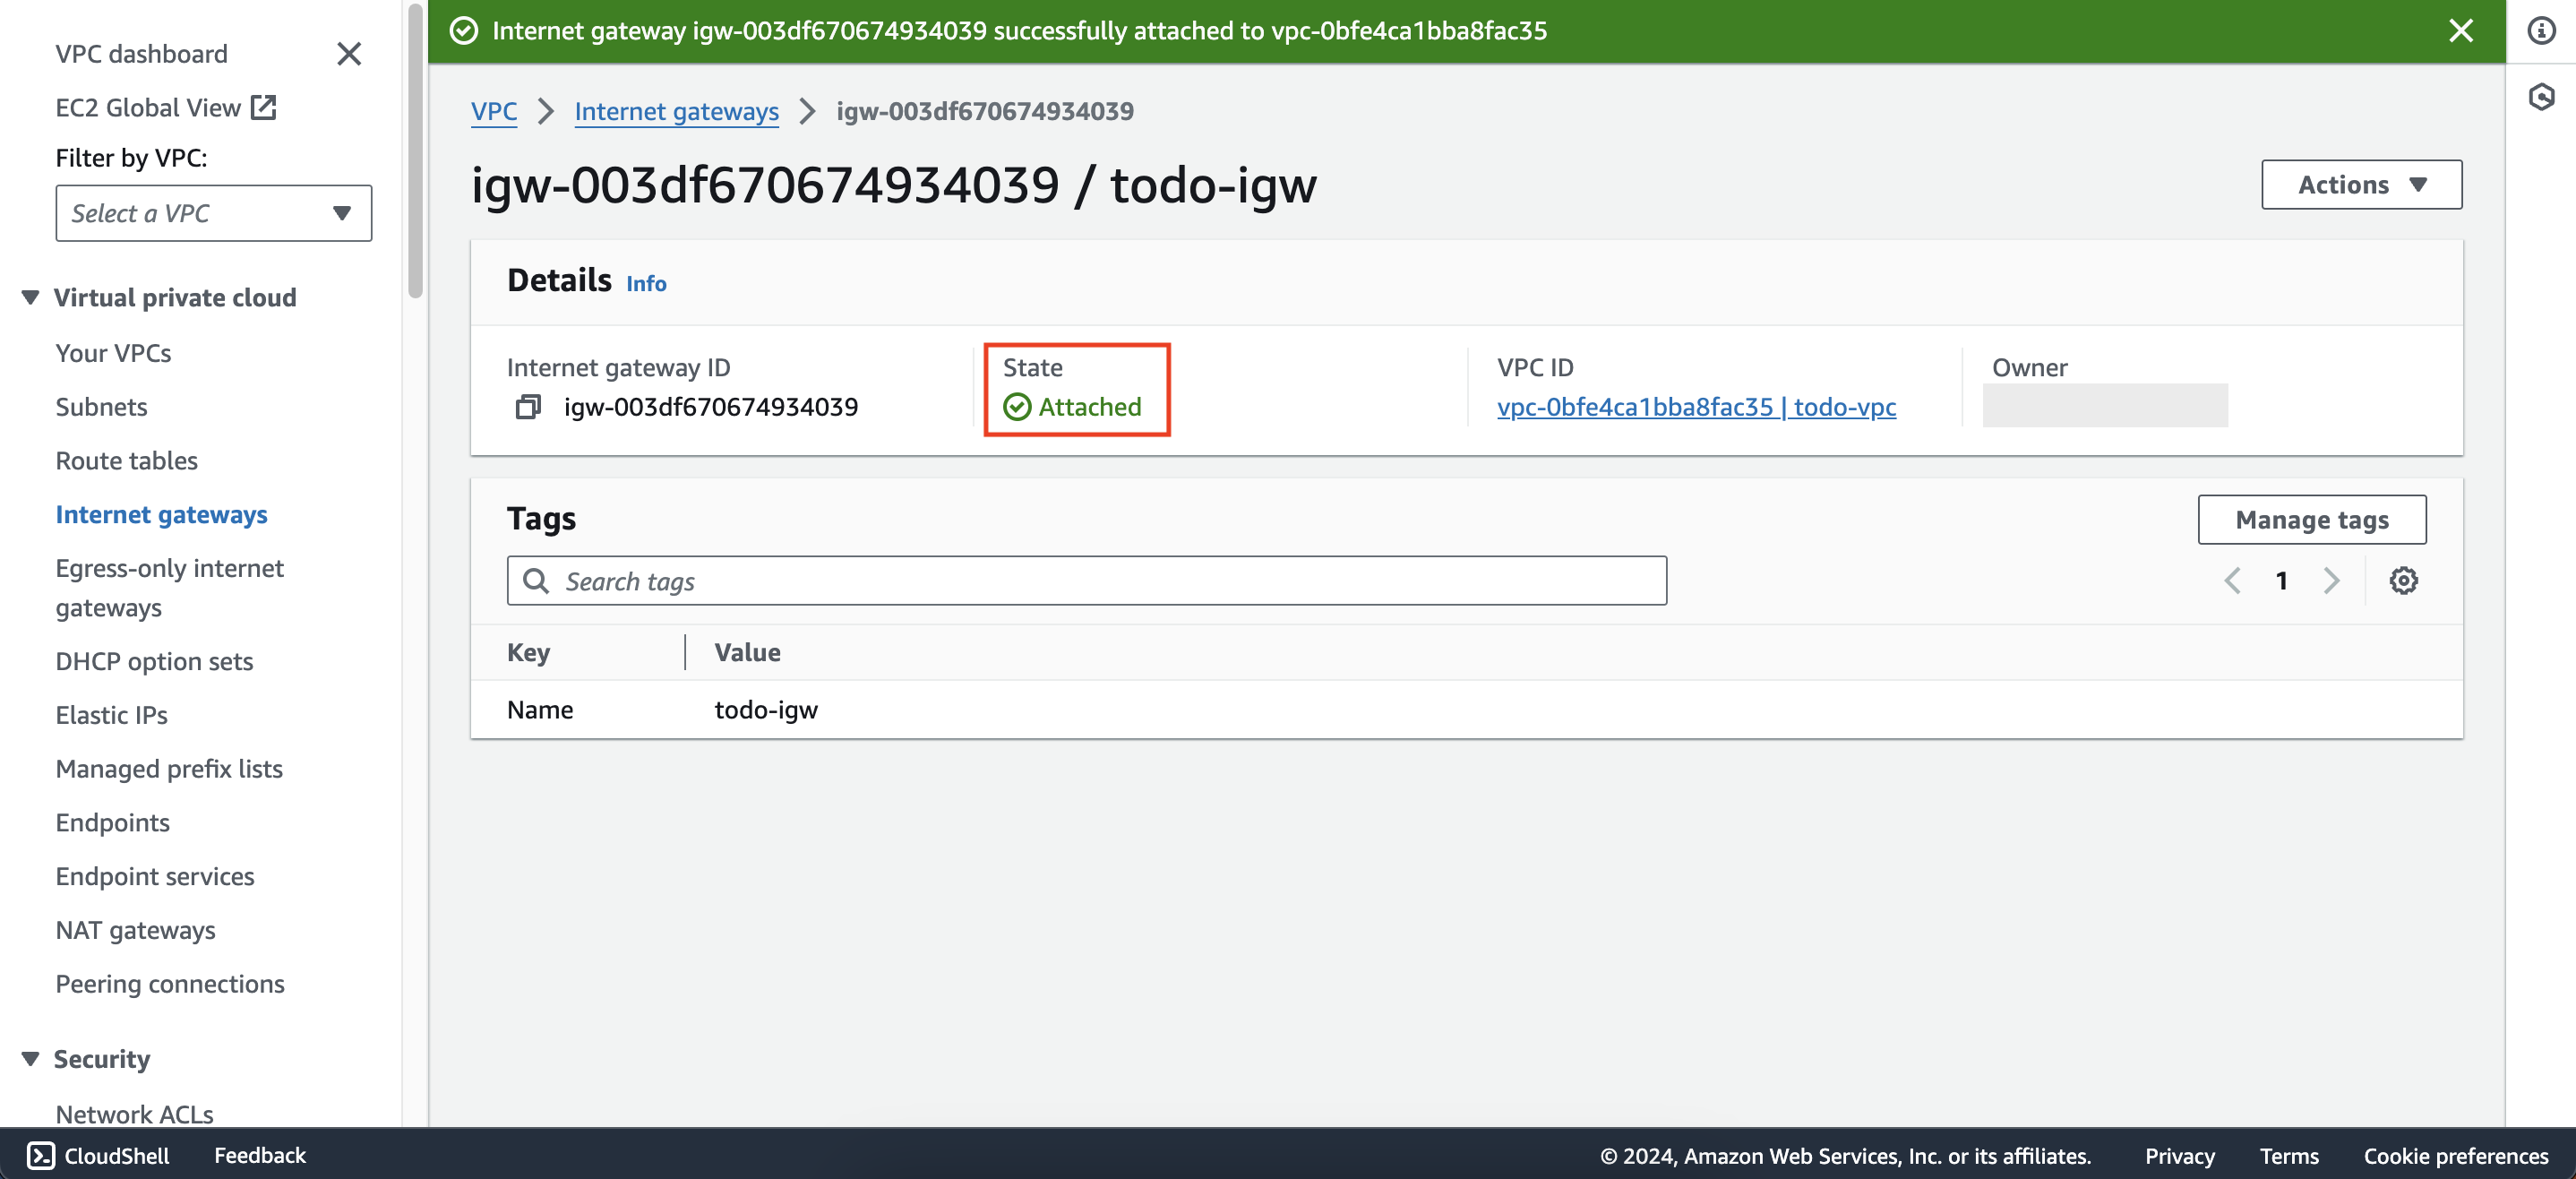 VPC dashboard
EC2 Global View
Filter by VPC:
Select a VPC
Virtual private cloud
Your VPCs
Subnets
Route tables
Internet gateways
Egress-only internet
gateways
DHCP option sets
Elastic IPs
Managed prefix lists
Endpoints
Endpoint services
NAT gateways
Peering connections
Security
Network ACLs
Internet gateway igw-003df670674934039 successfully attached to vpc-0bfe4ca1bba8fac35
VPC > Internet gateways > igw-003df670674934039
igw-003df670674934039 / todo-igw
Actions
Details Info
Internet gateway ID
igw-003df670674934039
State
Attached
VPC ID
vpc-0bfe4ca1bba8fac35 | todo-vpc
Owner
Tags
Manage tags
Search tags
1
Key Value
Name todo-igw
CloudShell Feedback © 2024, Amazon Web Services, Inc. or its affiliates. Privacy Terms Cookie preferences